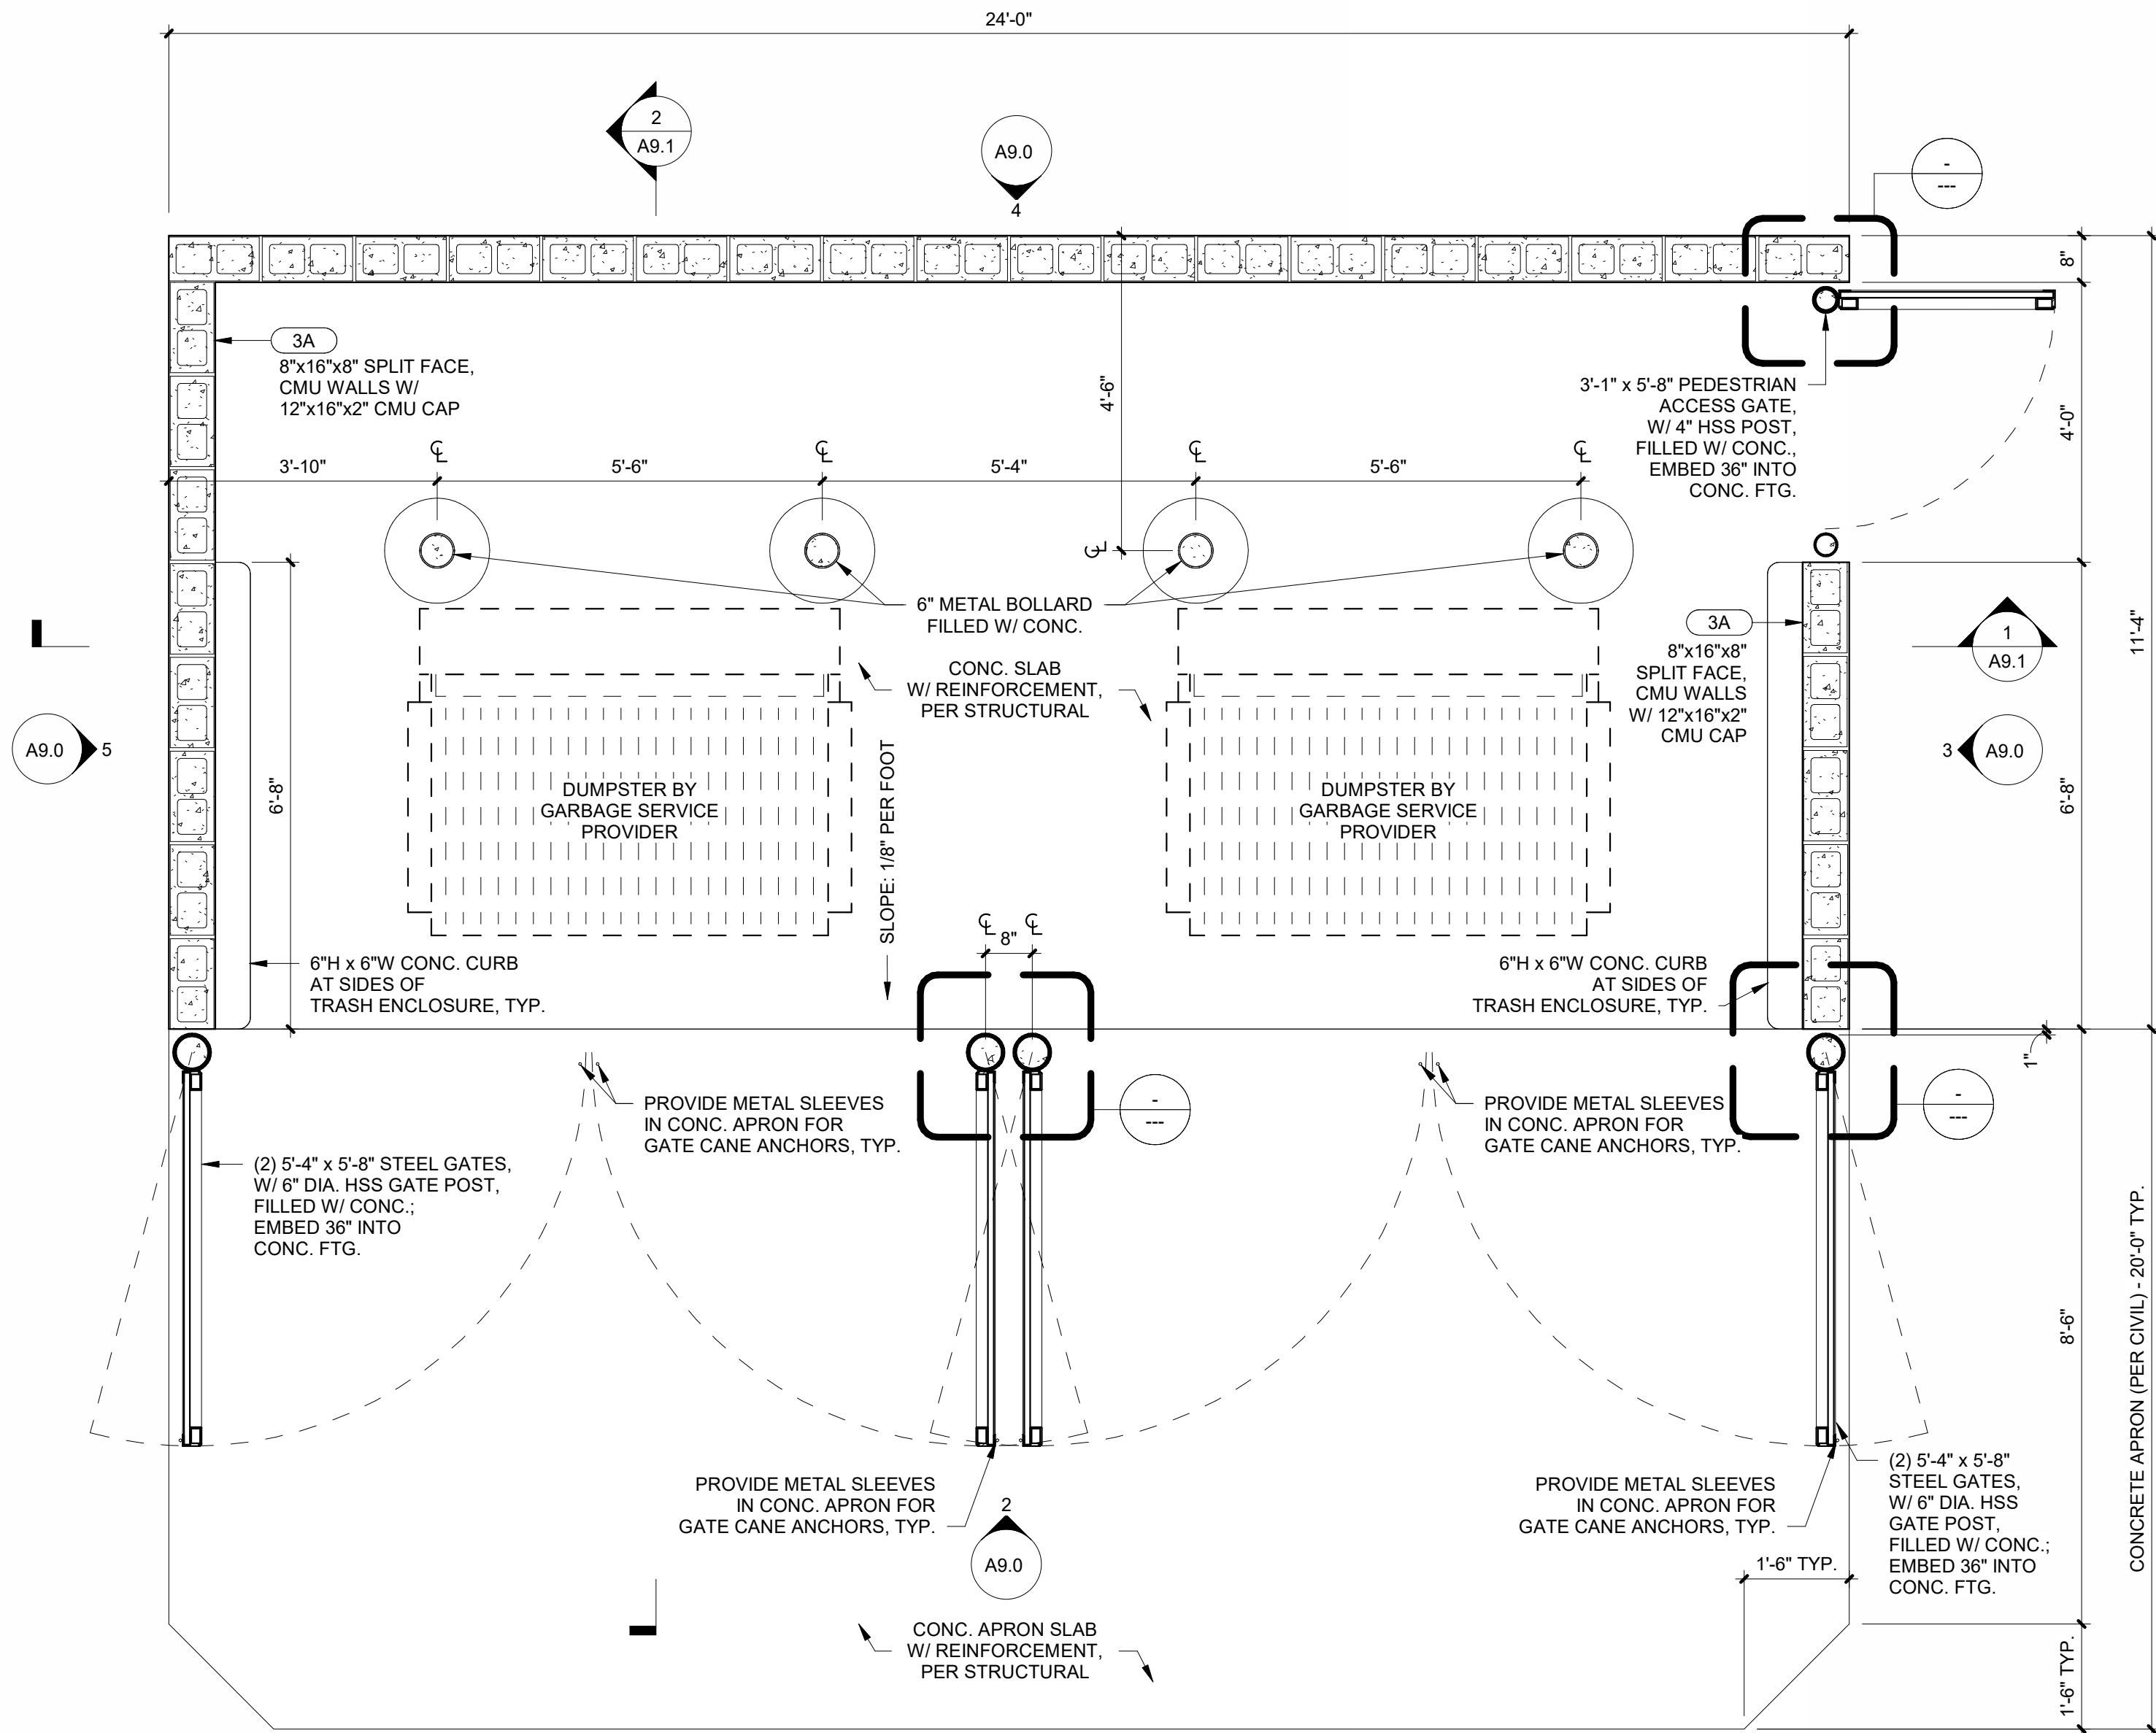 24'-0"
2
A9.1
A9.0
4
-
---
8"
3A
8"x16"x8" SPLIT FACE,
CMU WALLS W/
12"x16"x2" CMU CAP
4'-6"
3'-1" x 5'-8" PEDESTRIAN
ACCESS GATE,
W/ 4" HSS POST,
FILLED W/ CONC.,
EMBED 36" INTO
CONC. FTG.
4'-0"
℄
℄
℄
℄
3'-10"
5'-6"
5'-4"
5'-6"
℄
6" METAL BOLLARD
FILLED W/ CONC.
CONC. SLAB
W/ REINFORCEMENT,
PER STRUCTURAL
3A
8"x16"x8"
SPLIT FACE,
CMU WALLS
W/ 12"x16"x2"
CMU CAP
1
A9.1
11'-4"
A9.0
5
3
A9.0
6'-8"
DUMPSTER BY
GARBAGE SERVICE
PROVIDER
SLOPE: 1/8" PER FOOT
DUMPSTER BY
GARBAGE SERVICE
PROVIDER
6'-8"
℄
℄
8"
6"H x 6"W CONC. CURB
AT SIDES OF
TRASH ENCLOSURE, TYP.
6"H x 6"W CONC. CURB
AT SIDES OF
TRASH ENCLOSURE, TYP.
1"
PROVIDE METAL SLEEVES
IN CONC. APRON FOR
GATE CANE ANCHORS, TYP.
-
---
PROVIDE METAL SLEEVES
IN CONC. APRON FOR
GATE CANE ANCHORS, TYP.
-
---
(2) 5'-4" x 5'-8" STEEL GATES,
W/ 6" DIA. HSS GATE POST,
FILLED W/ CONC.;
EMBED 36" INTO
CONC. FTG.
8'-6"
CONCRETE APRON (PER CIVIL) - 20'-0" TYP.
PROVIDE METAL SLEEVES
IN CONC. APRON FOR
GATE CANE ANCHORS, TYP.
2
A9.0
PROVIDE METAL SLEEVES
IN CONC. APRON FOR
GATE CANE ANCHORS, TYP.
(2) 5'-4" x 5'-8"
STEEL GATES,
W/ 6" DIA. HSS
GATE POST,
FILLED W/ CONC.;
EMBED 36" INTO
CONC. FTG.
1'-6" TYP.
CONC. APRON SLAB
W/ REINFORCEMENT,
PER STRUCTURAL
1'-6" TYP.